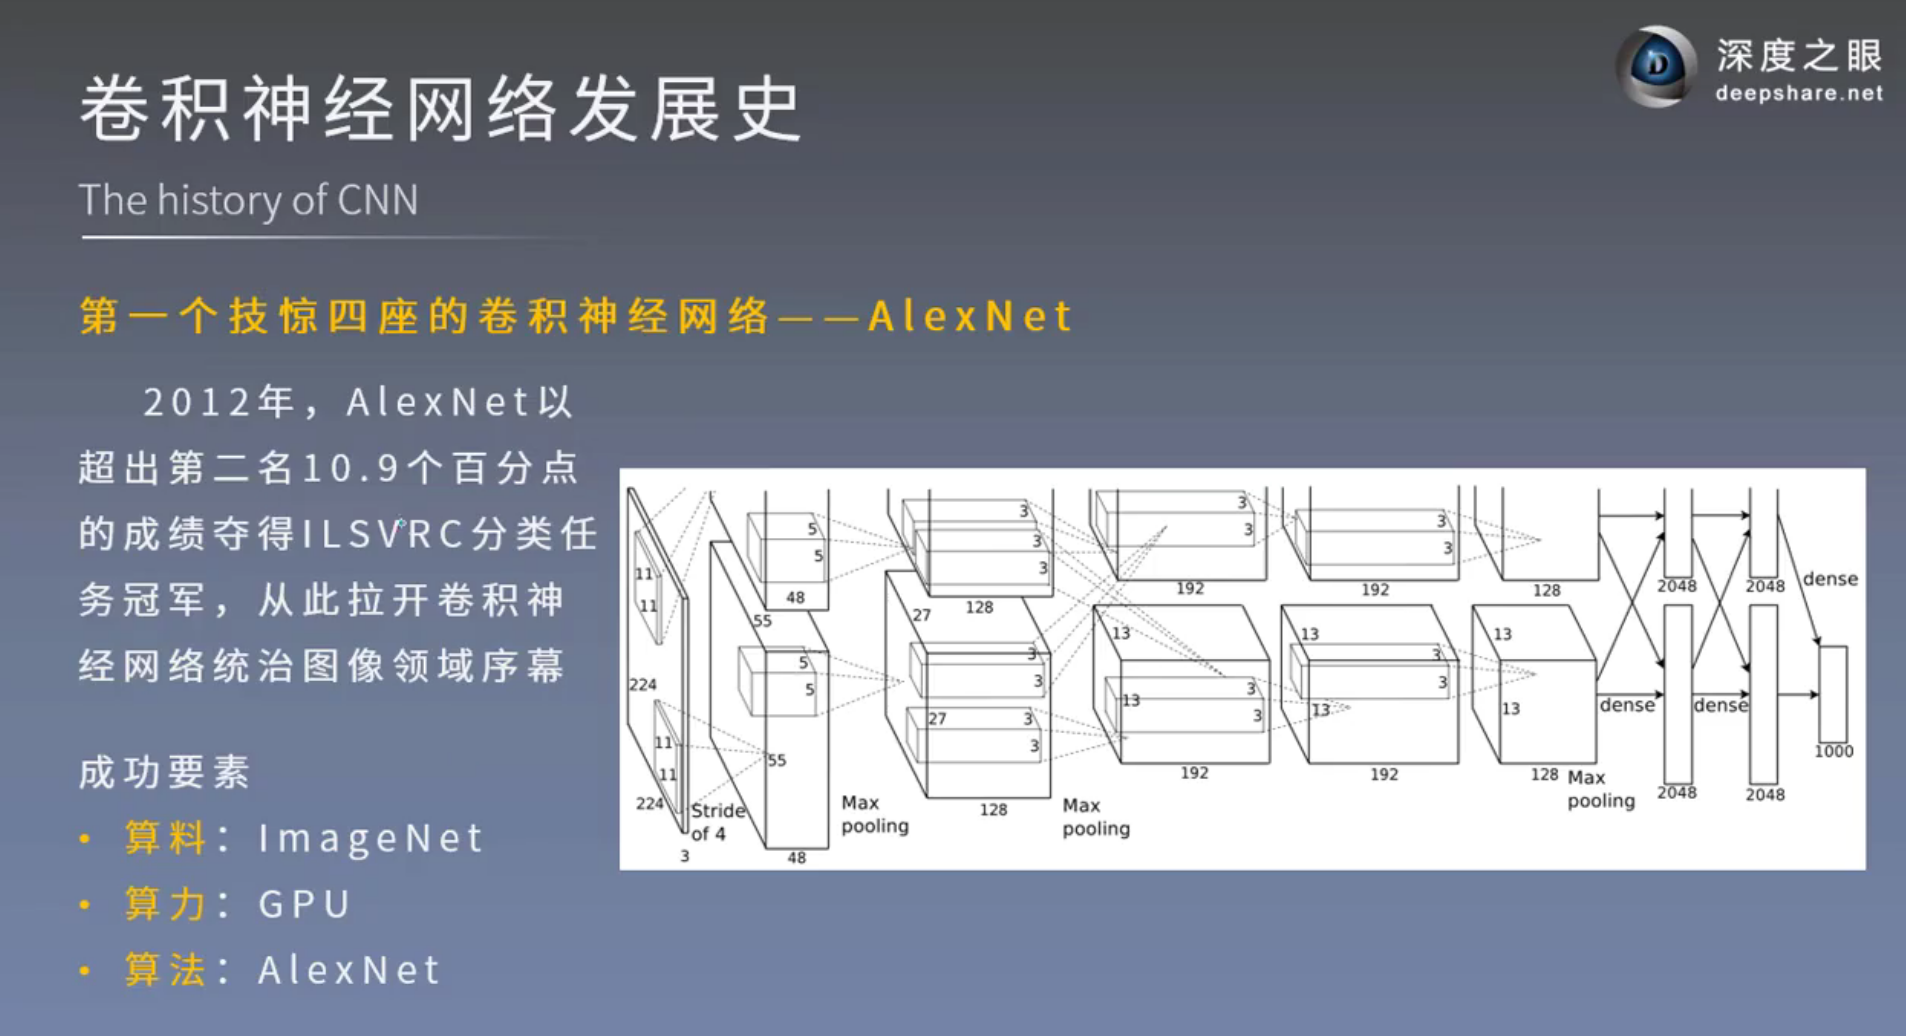 深度之眼
deepshare.net
卷积神经网络发展史
The history of CNN
第一个技惊四座的卷积神经网络——AlexNet
2012年，AlexNet以
超出第二名10.9个百分点
的成绩夺得ILSVRC分类任
务冠军，从此拉开卷积神
经网络统治图像领域序幕
成功要素
• 算料：ImageNet
• 算力：GPU
• 算法：AlexNet
11
11
224
11
11
224
3
Stride
of 4
5
5
48
55
5
5
55
48
Max
pooling
3
3
3
128
27
3
3
27
3
3
128
Max
pooling
3
3
192
13
3
3
13
192
3
3
192
13
3
3
13
192
128
13
13
128
Max
pooling
2048
2048
dense
dense
dense
2048
2048
1000